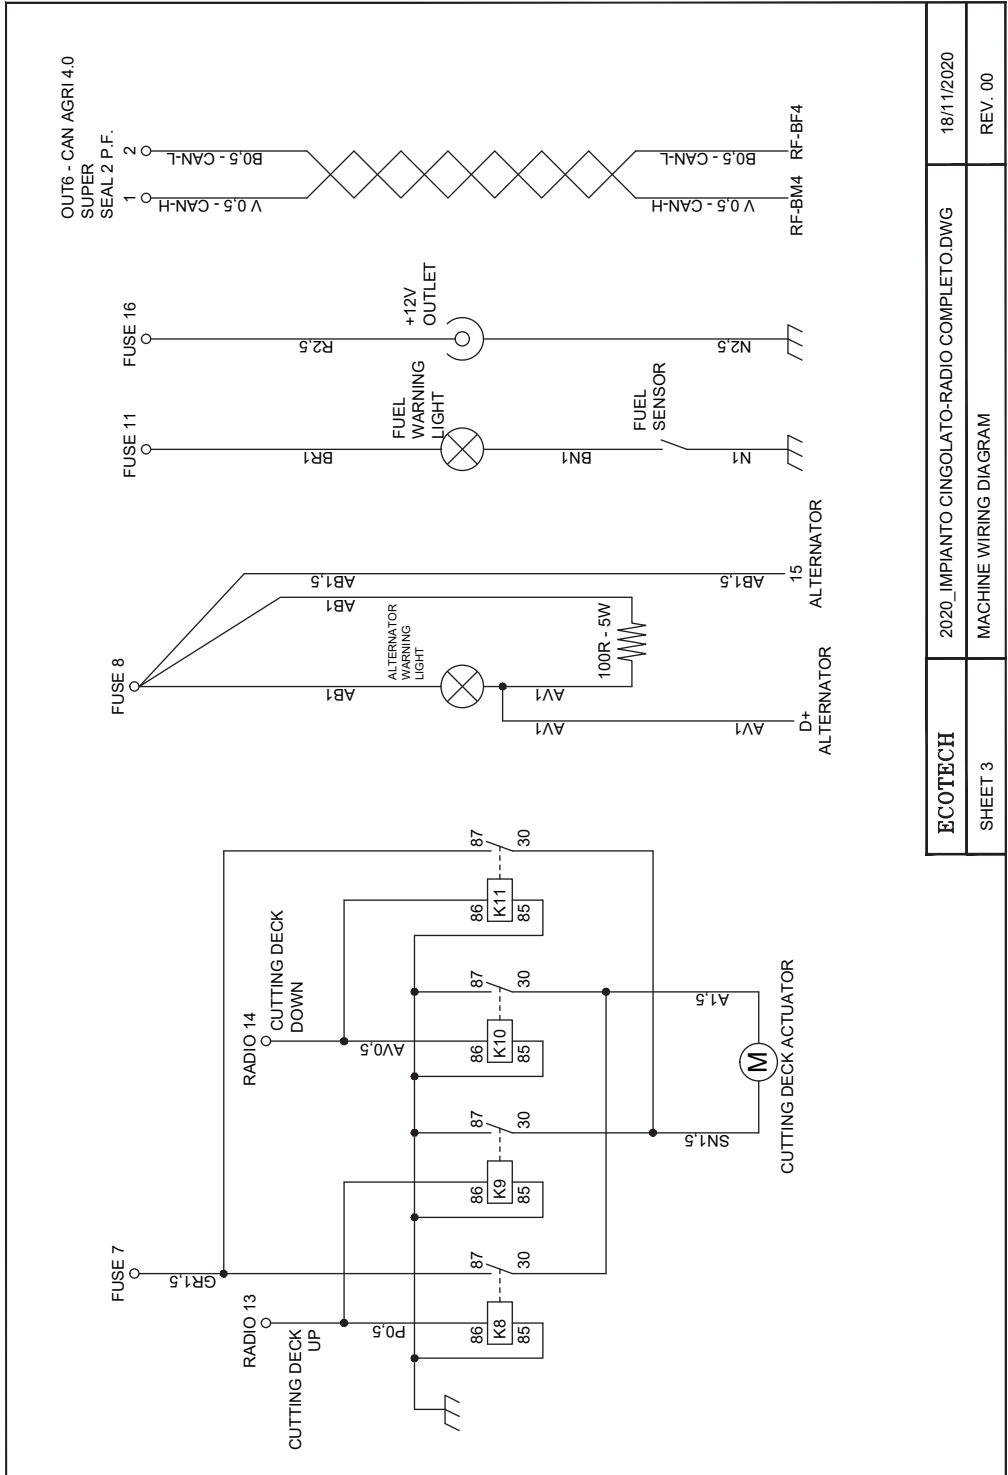 OUT6 - CAN AGRI 4.0
SUPER
SEAL 2 P.F.
1
2
V 0,5 - CAN-H
B0,5 - CAN-L
V 0,5 - CAN-H
B0,5 - CAN-L
RF-BM4
RF-BF4
FUSE 16
R2,5
+12V
OUTLET
N2,5
FUSE 11
BR1
FUEL
WARNING
LIGHT
BN1
FUEL
SENSOR
N1
FUSE 8
AB1
AB1
AB1,5
ALTERNATOR
WARNING
LIGHT
AV1
AV1
AV1
100R - 5W
AB1,5
D+
ALTERNATOR
15
ALTERNATOR
FUSE 7
GR1,5
RADIO 13
CUTTING DECK
UP
P0,5
RADIO 14
CUTTING DECK
DOWN
AV0,5
86
K8
85
87
30
86
K9
85
87
30
86
K10
85
87
30
86
K11
85
87
30
SN1,5
A1,5
M
CUTTING DECK ACTUATOR
ECOTECH
2020_IMPIANTO CINGOLATO-RADIO COMPLETO.DWG
18/11/2020
SHEET 3
MACHINE WIRING DIAGRAM
REV. 00